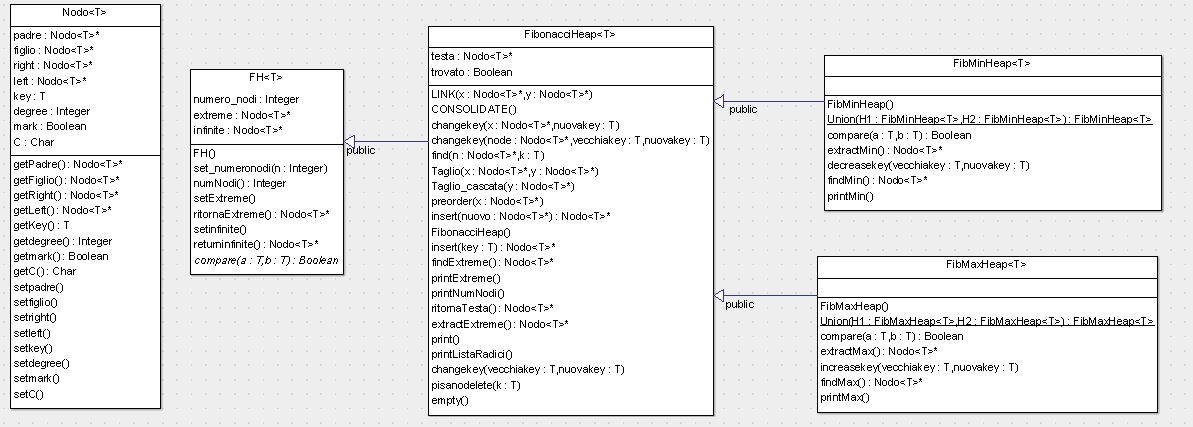 Nodo<T>
padre : Nodo<T>*
figlio : Nodo<T>*
right : Nodo<T>*
left : Nodo<T>*
key : T
degree : Integer
mark : Boolean
C : Char
getPadre() : Nodo<T>*
getFiglio() : Nodo<T>*
getRight() : Nodo<T>*
getLeft() : Nodo<T>*
getKey() : T
getdegree() : Integer
getmark() : Boolean
getC() : Char
setpadre()
setfiglio()
setright()
setleft()
setkey()
setdegree()
setmark()
setC()
FH<T>
numero_nodi : Integer
extreme : Nodo<T>*
infinite : Nodo<T>*
FH()
set_numeronodi(n : Integer)
numNodi() : Integer
setExtreme()
ritornaExtreme() : Nodo<T>*
setinfinite()
returninfinite() : Nodo<T>*
compare(a : T,b : T) : Boolean
public
FibonacciHeap<T>
testa : Nodo<T>*
trovato : Boolean
LINK(x : Nodo<T>*,y : Nodo<T>*)
CONSOLIDATE()
changekey(x : Nodo<T>*,nuovakey : T)
changekey(node : Nodo<T>*,vecchiakey : T,nuovakey : T)
find(n : Nodo<T>*,k : T)
Taglio(x : Nodo<T>*,y : Nodo<T>*)
Taglio_cascata(y : Nodo<T>*)
preorder(x : Nodo<T>*)
insert(nuovo : Nodo<T>*) : Nodo<T>*
FibonacciHeap()
insert(key : T) : Nodo<T>*
findExtreme() : Nodo<T>*
printExtreme()
printNumNodi()
ritornaTesta() : Nodo<T>*
extractExtreme() : Nodo<T>*
print()
printListaRadici()
changekey(vecchiakey : T,nuovakey : T)
pisanodelete(k : T)
empty()
public
FibMinHeap<T>
FibMinHeap()
Union(H1 : FibMinHeap<T>,H2 : FibMinHeap<T>) : FibMinHeap<T>
compare(a : T,b : T) : Boolean
extractMin() : Nodo<T>*
decreasekey(vecchiakey : T,nuovakey : T)
findMin() : Nodo<T>*
printMin()
public
FibMaxHeap<T>
FibMaxHeap()
Union(H1 : FibMaxHeap<T>,H2 : FibMaxHeap<T>) : FibMaxHeap<T>
compare(a : T,b : T) : Boolean
extractMax() : Nodo<T>*
increasekey(vecchiakey : T,nuovakey : T)
findMax() : Nodo<T>*
printMax()